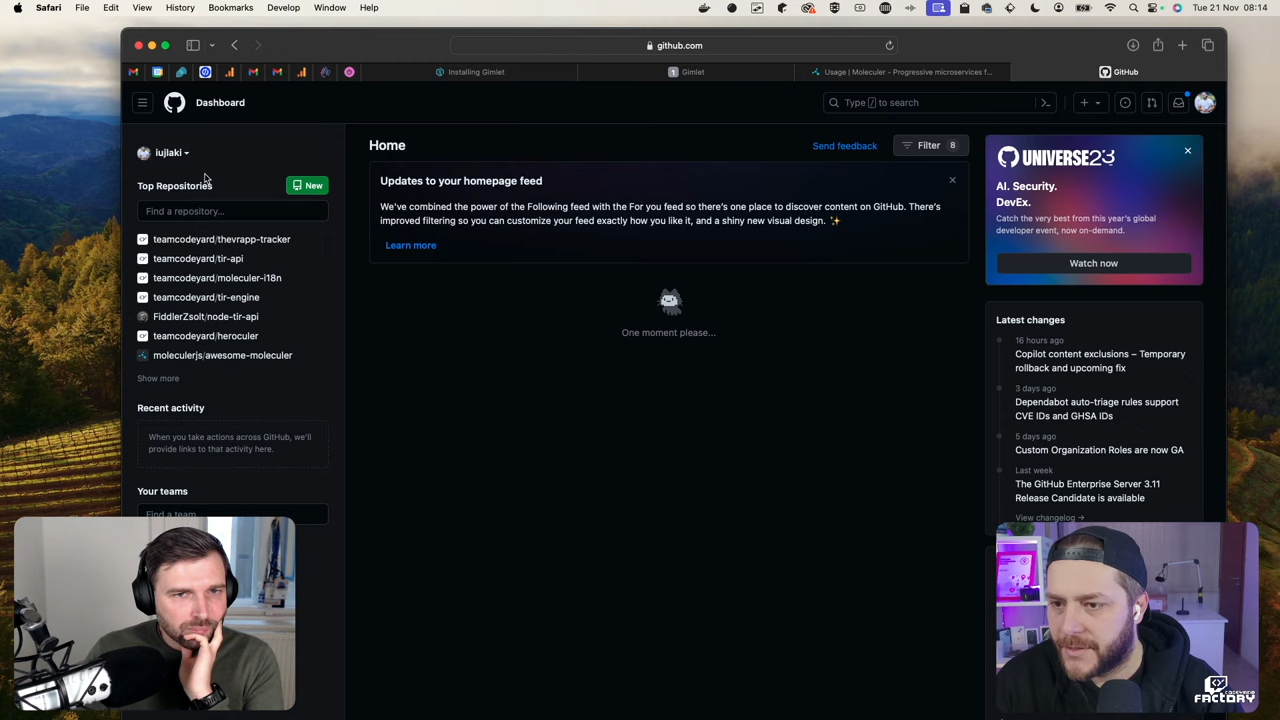 Safari File Edit View History Bookmarks Develop Window Help
Tue 21 Nov 08:14
github.com
Installing Gimlet
1 Gimlet
Usage | Moleculer - Progressive microservices f...
GitHub
Dashboard
Type / to search
iujlaki
Top Repositories
New
Find a repository...
teamcodeyard/thevrapp-tracker
teamcodeyard/tir-api
teamcodeyard/moleculer-i18n
teamcodeyard/tir-engine
FiddlerZsolt/node-tir-api
teamcodeyard/heroculer
moleculerjs/awesome-moleculer
Show more
Recent activity
When you take actions across GitHub, we'll
provide links to that activity here.
Your teams
Find a team...
Home
Send feedback
Filter 8
Updates to your homepage feed
We've combined the power of the Following feed with the For you feed so there's one place to discover content on GitHub. There's
improved filtering so you can customize your feed exactly how you like it, and a shiny new visual design. ✨
Learn more
One moment please...
UNIVERSE23
AI. Security.
DevEx.
Catch the very best from this year's global
developer event, now on-demand.
Watch now
Latest changes
16 hours ago
Copilot content exclusions – Temporary
rollback and upcoming fix
3 days ago
Dependabot auto-triage rules support
CVE IDs and GHSA IDs
5 days ago
Custom Organization Roles are now GA
Last week
The GitHub Enterprise Server 3.11
Release Candidate is available
View changelog →
CODEYARD
FACTORY